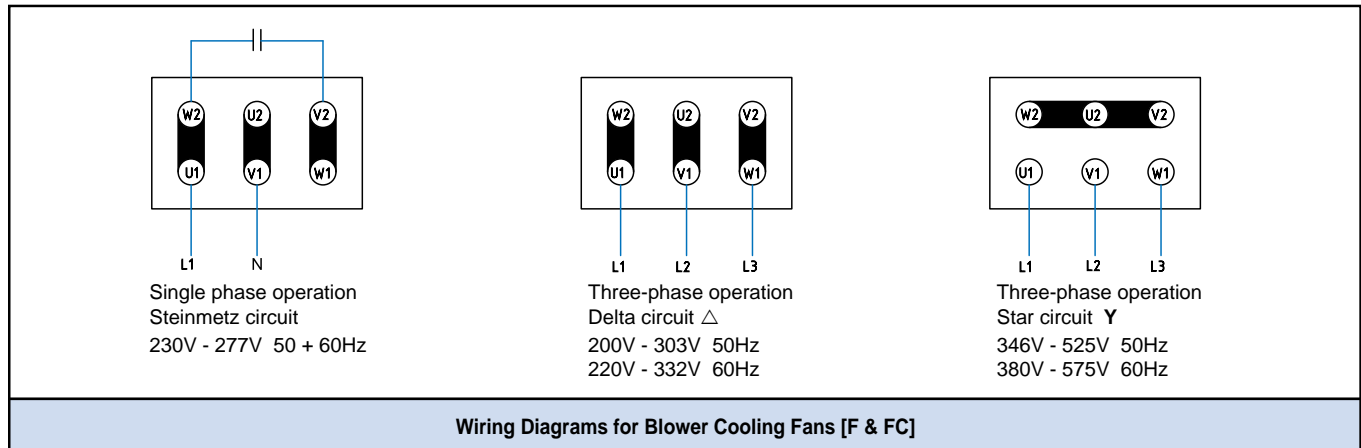 W2 U2 V2
U1 V1 W1
L1 N
Single phase operation
Steinmetz circuit
230V - 277V 50 + 60Hz
W2 U2 V2
U1 V1 W1
L1 L2 L3
Three-phase operation
Delta circuit △
200V - 303V 50Hz
220V - 332V 60Hz
W2 U2 V2
U1 V1 W1
L1 L2 L3
Three-phase operation
Star circuit Y
346V - 525V 50Hz
380V - 575V 60Hz
Wiring Diagrams for Blower Cooling Fans [F & FC]